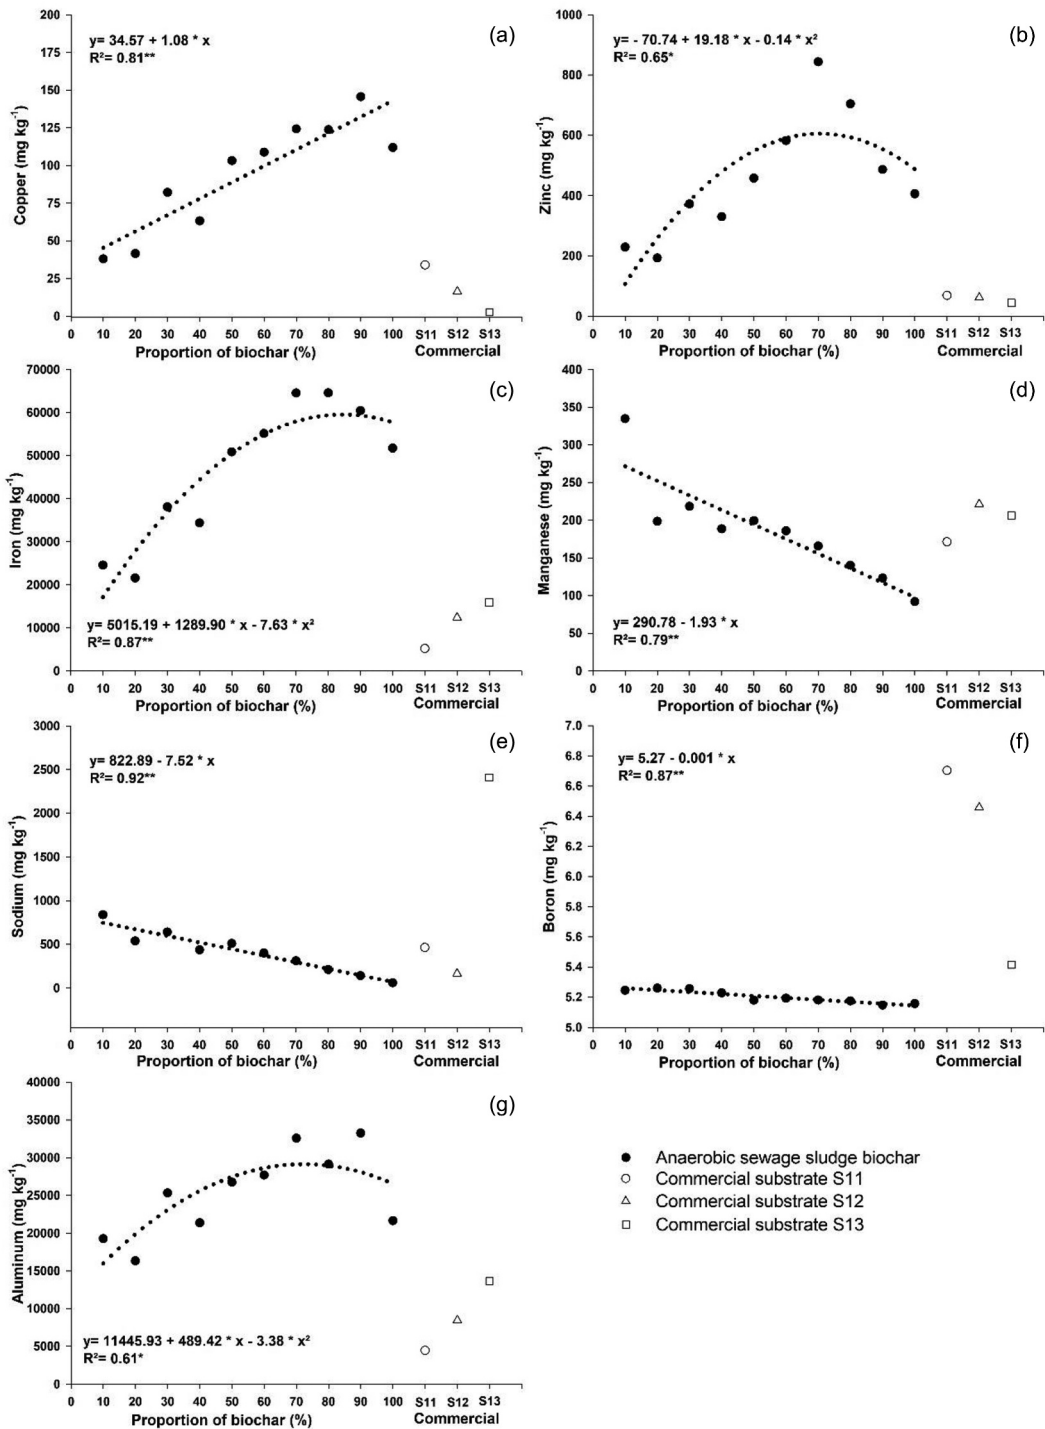 200
175
150
125
100
75
50
25
0
Copper (mg kg-1)
y= 34.57 + 1.08 * x
R²= 0.81**
(a)
0 10 20 30 40 50 60 70 80 90 100 S11 S12 S13
Proportion of biochar (%) Commercial
1000
800
600
400
200
0
Zinc (mg kg-1)
y= - 70.74 + 19.18 * x - 0.14 * x²
R²= 0.65*
(b)
0 10 20 30 40 50 60 70 80 90 100 S11 S12 S13
Proportion of biochar (%) Commercial
70000
60000
50000
40000
30000
20000
10000
0
Iron (mg kg-1)
(c)
y= 5015.19 + 1289.90 * x - 7.63 * x²
R²= 0.87**
0 10 20 30 40 50 60 70 80 90 100 S11 S12 S13
Proportion of biochar (%) Commercial
400
350
300
250
200
150
100
50
0
Manganese (mg kg-1)
(d)
y= 290.78 - 1.93 * x
R²= 0.79**
0 10 20 30 40 50 60 70 80 90 100 S11 S12 S13
Proportion of biochar (%) Commercial
3000
2500
2000
1500
1000
500
0
Sodium (mg kg-1)
y= 822.89 - 7.52 * x
R²= 0.92**
(e)
0 10 20 30 40 50 60 70 80 90 100 S11 S12 S13
Proportion of biochar (%) Commercial
7.0
6.8
6.6
6.4
6.2
6.0
5.8
5.6
5.4
5.2
5.0
Boron (mg kg-1)
y= 5.27 - 0.001 * x
R²= 0.87**
(f)
0 10 20 30 40 50 60 70 80 90 100 S11 S12 S13
Proportion of biochar (%) Commercial
40000
35000
30000
25000
20000
15000
10000
5000
0
Aluminum (mg kg-1)
(g)
y= 11445.93 + 489.42 * x - 3.38 * x²
R²= 0.61*
0 10 20 30 40 50 60 70 80 90 100 S11 S12 S13
Proportion of biochar (%) Commercial
Anaerobic sewage sludge biochar
Commercial substrate S11
Commercial substrate S12
Commercial substrate S13